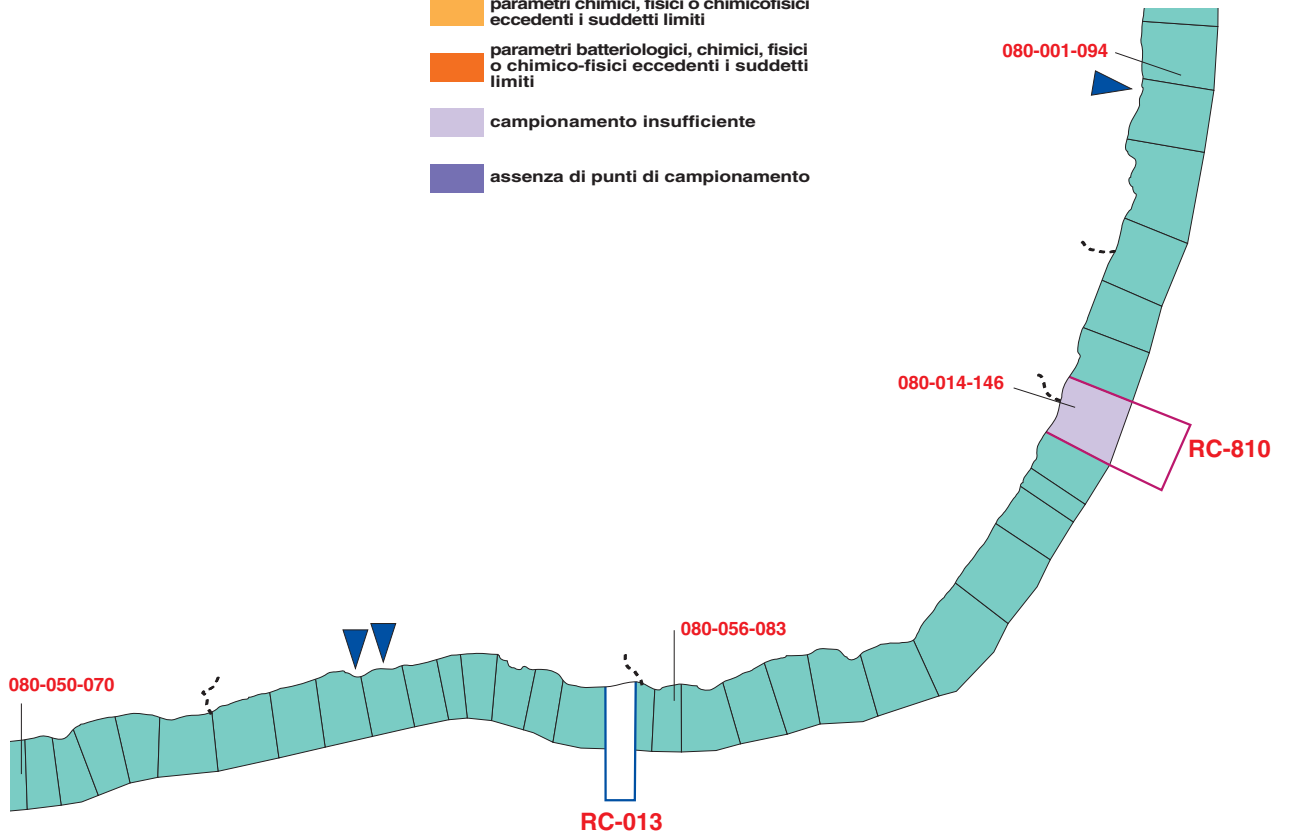 parametri chimici, fisici o chimicofisici
eccedenti i suddetti limiti
parametri batteriologici, chimici, fisici
o chimico-fisici eccedenti i suddetti
limiti
campionamento insufficiente
assenza di punti di campionamento
080-001-094
080-014-146
RC-810
080-056-083
080-050-070
RC-013